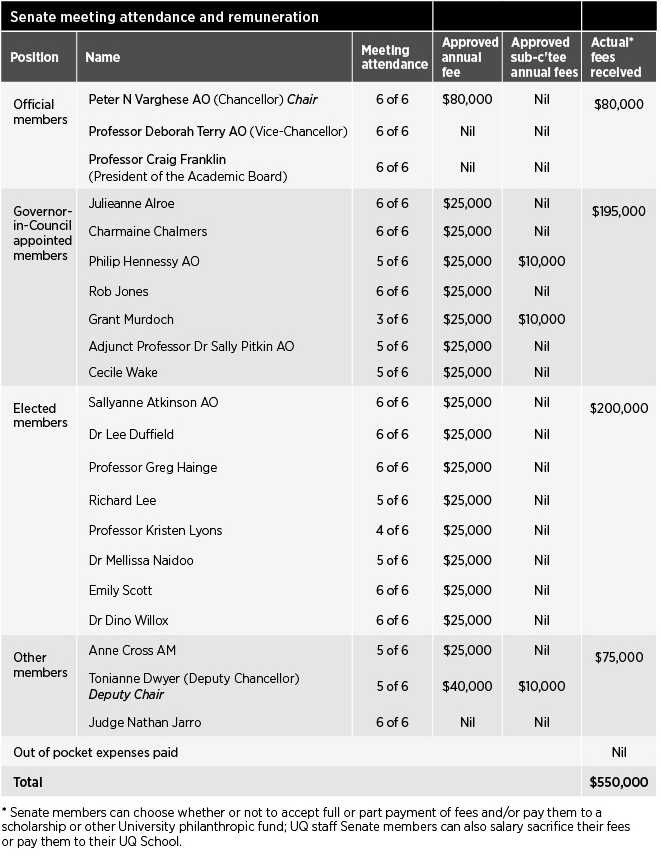 Senate meeting attendance and remuneration
Position Name Meeting attendance Approved annual fee Approved sub-c'tee annual fees Actual* fees received
Official members
Peter N Varghese AO (Chancellor) Chair 6 of 6 $80,000 Nil $80,000
Professor Deborah Terry AO (Vice-Chancellor) 6 of 6 Nil Nil
Professor Craig Franklin
(President of the Academic Board) 6 of 6 Nil Nil
Governor-in-Council appointed members
Julieanne Alroe 6 of 6 $25,000 Nil $195,000
Charmaine Chalmers 6 of 6 $25,000 Nil
Philip Hennessy AO 5 of 6 $25,000 $10,000
Rob Jones 6 of 6 $25,000 Nil
Grant Murdoch 3 of 6 $25,000 $10,000
Adjunct Professor Dr Sally Pitkin AO 5 of 6 $25,000 Nil
Cecile Wake 5 of 6 $25,000 Nil
Elected members
Sallyanne Atkinson AO 6 of 6 $25,000 Nil $200,000
Dr Lee Duffield 6 of 6 $25,000 Nil
Professor Greg Hainge 6 of 6 $25,000 Nil
Richard Lee 5 of 6 $25,000 Nil
Professor Kristen Lyons 4 of 6 $25,000 Nil
Dr Mellissa Naidoo 5 of 6 $25,000 Nil
Emily Scott 6 of 6 $25,000 Nil
Dr Dino Willox 6 of 6 $25,000 Nil
Other members
Anne Cross AM 5 of 6 $25,000 Nil $75,000
Tonianne Dwyer (Deputy Chancellor)
Deputy Chair 5 of 6 $40,000 $10,000
Judge Nathan Jarro 6 of 6 Nil Nil
Out of pocket expenses paid Nil
Total $550,000
* Senate members can choose whether or not to accept full or part payment of fees and/or pay them to a
scholarship or other University philanthropic fund; UQ staff Senate members can also salary sacrifice their fees
or pay them to their UQ School.